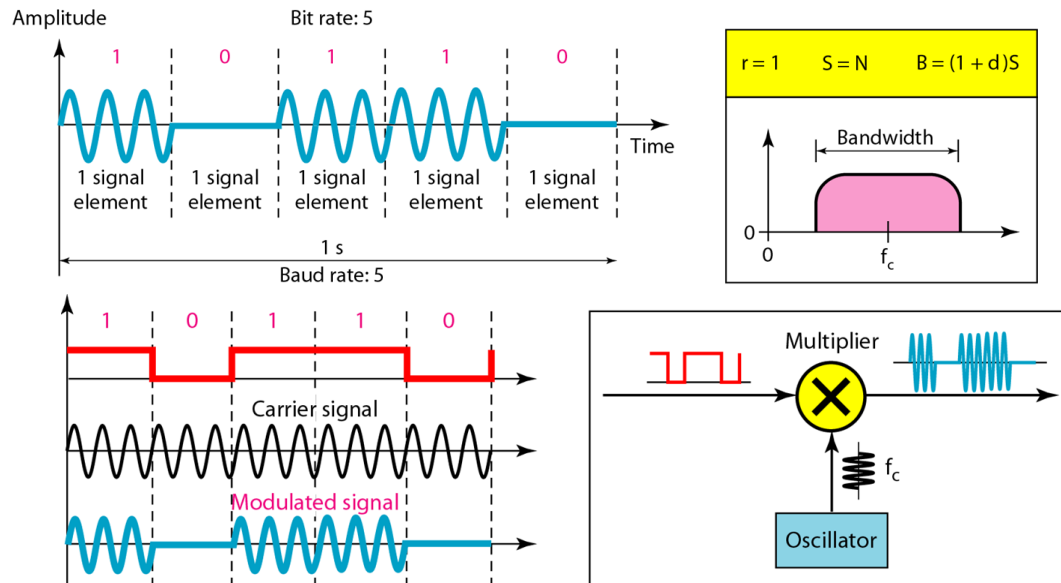 Amplitude
Bit rate: 5
1 0 1 1 0
Time
1 signal element
1 signal element
1 signal element
1 signal element
1 signal element
1 s
Baud rate: 5
r = 1 S = N B = (1 + d)S
Bandwidth
0
0
f_c
1 0 1 1 0
Carrier signal
Modulated signal
Multiplier
f_c
Oscillator